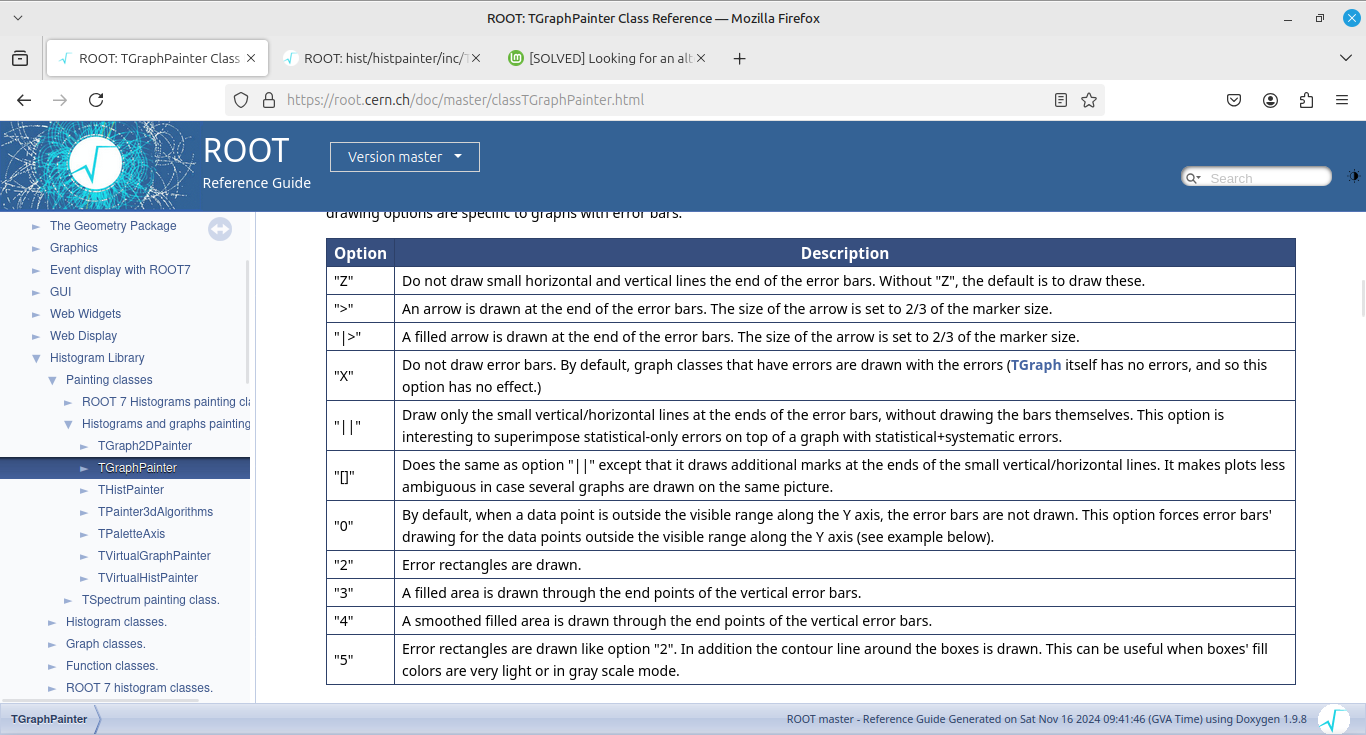 ROOT: TGraphPainter Class Reference — Mozilla Firefox
ROOT: TGraphPainter Class
ROOT: hist/histpainter/inc/
[SOLVED] Looking for an alt
https://root.cern.ch/doc/master/classTGraphPainter.html
ROOT
Reference Guide
Version master
Search
The Geometry Package
Graphics
Event display with ROOT7
GUI
Web Widgets
Web Display
Histogram Library
Painting classes
ROOT 7 Histograms painting cla
Histograms and graphs painting
TGraph2DPainter
TGraphPainter
THistPainter
TPainter3dAlgorithms
TPaletteAxis
TVirtualGraphPainter
TVirtualHistPainter
TSpectrum painting class.
Histogram classes.
Graph classes.
Function classes.
ROOT 7 histogram classes.
drawing options are specific to graphs with error bars.
Option Description
"Z" Do not draw small horizontal and vertical lines the end of the error bars. Without "Z", the default is to draw these.
">" An arrow is drawn at the end of the error bars. The size of the arrow is set to 2/3 of the marker size.
"|>" A filled arrow is drawn at the end of the error bars. The size of the arrow is set to 2/3 of the marker size.
"X" Do not draw error bars. By default, graph classes that have errors are drawn with the errors (TGraph itself has no errors, and so this
option has no effect.)
"||" Draw only the small vertical/horizontal lines at the ends of the error bars, without drawing the bars themselves. This option is
interesting to superimpose statistical-only errors on top of a graph with statistical+systematic errors.
"[]" Does the same as option "||" except that it draws additional marks at the ends of the small vertical/horizontal lines. It makes plots less
ambiguous in case several graphs are drawn on the same picture.
"0" By default, when a data point is outside the visible range along the Y axis, the error bars are not drawn. This option forces error bars'
drawing for the data points outside the visible range along the Y axis (see example below).
"2" Error rectangles are drawn.
"3" A filled area is drawn through the end points of the vertical error bars.
"4" A smoothed filled area is drawn through the end points of the vertical error bars.
"5" Error rectangles are drawn like option "2". In addition the contour line around the boxes is drawn. This can be useful when boxes' fill
colors are very light or in gray scale mode.
TGraphPainter
ROOT master - Reference Guide Generated on Sat Nov 16 2024 09:41:46 (GVA Time) using Doxygen 1.9.8